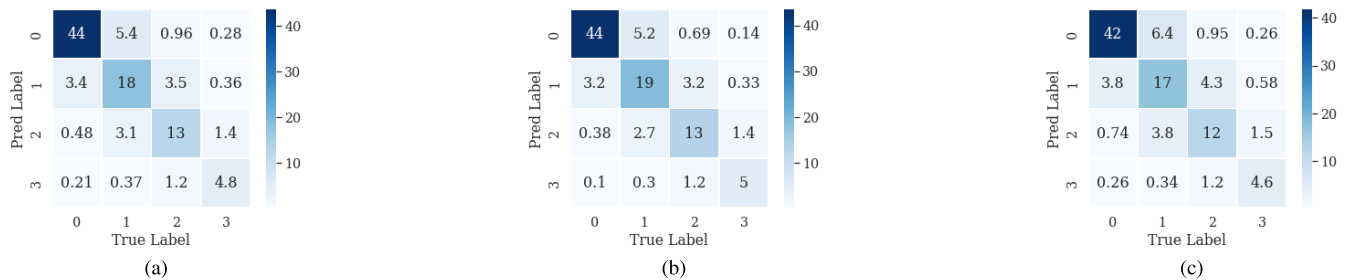 0 44 5.4 0.96 0.28
1 3.4 18 3.5 0.36
2 0.48 3.1 13 1.4
3 0.21 0.37 1.2 4.8
0 1 2 3
Pred Label
True Label
40
30
20
10
(a)
0 44 5.2 0.69 0.14
1 3.2 19 3.2 0.33
2 0.38 2.7 13 1.4
3 0.1 0.3 1.2 5
0 1 2 3
Pred Label
True Label
40
30
20
10
(b)
0 42 6.4 0.95 0.26
1 3.8 17 4.3 0.58
2 0.74 3.8 12 1.5
3 0.26 0.34 1.2 4.6
0 1 2 3
Pred Label
True Label
40
30
20
10
(c)